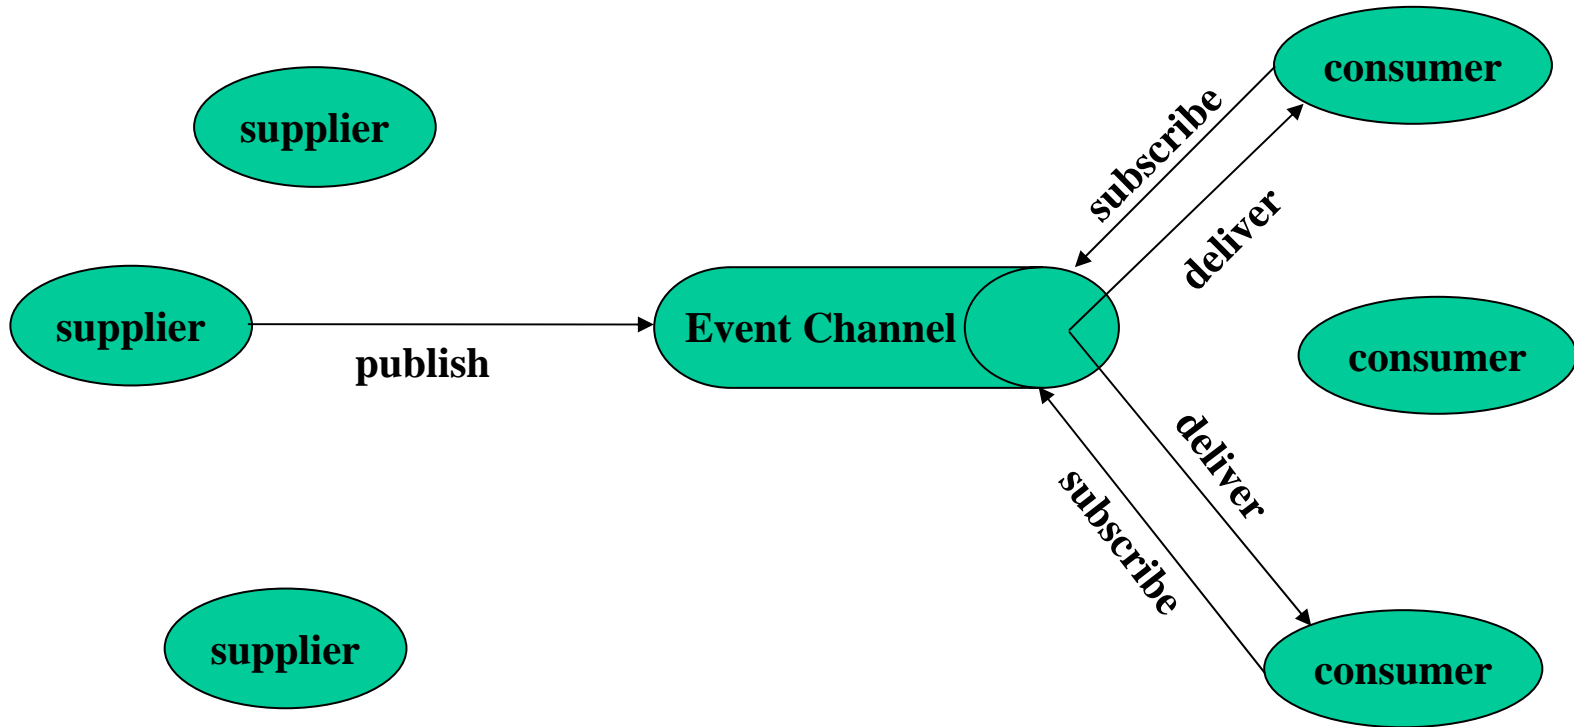 consumer
supplier
subscribe
deliver
supplier
publish
Event Channel
consumer
deliver
subscribe
supplier
consumer